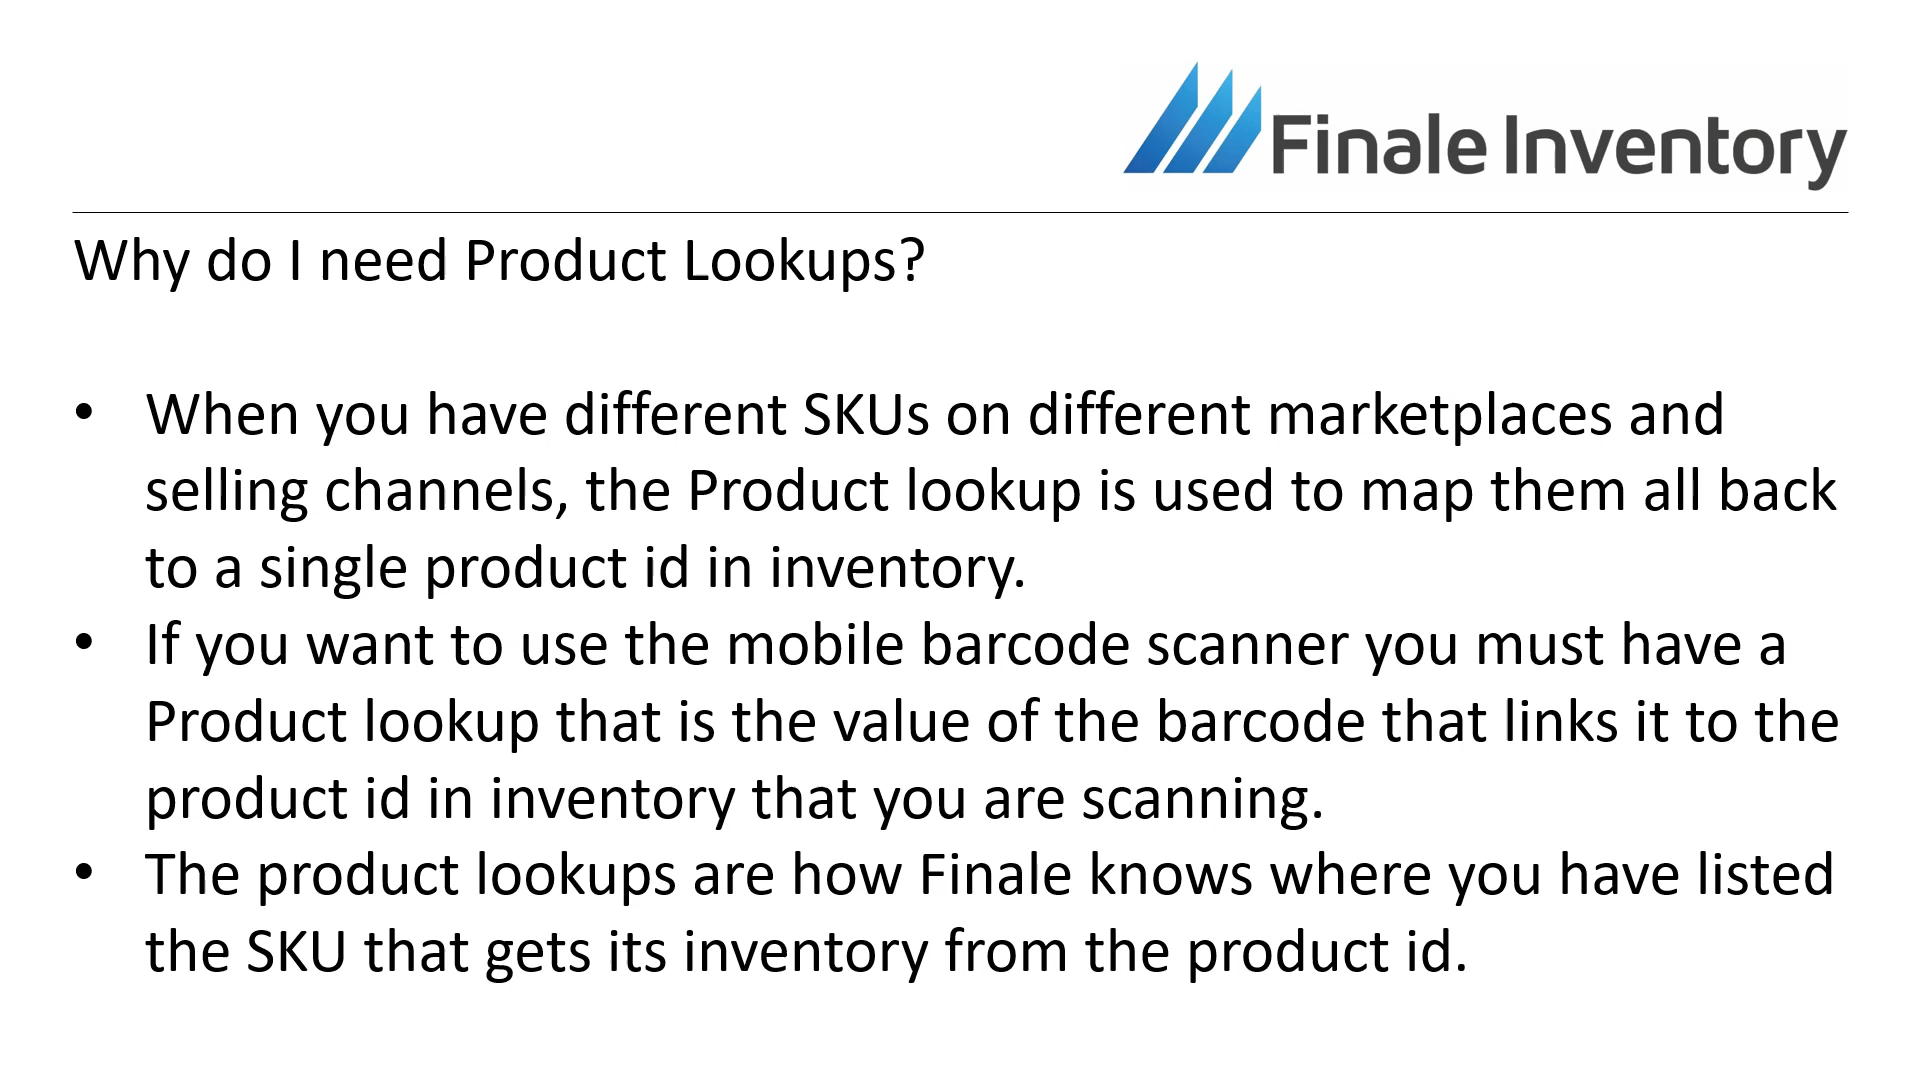 Finale Inventory
Why do I need Product Lookups?
• When you have different SKUs on different marketplaces and
selling channels, the Product lookup is used to map them all back
to a single product id in inventory.
• If you want to use the mobile barcode scanner you must have a
Product lookup that is the value of the barcode that links it to the
product id in inventory that you are scanning.
• The product lookups are how Finale knows where you have listed
the SKU that gets its inventory from the product id.